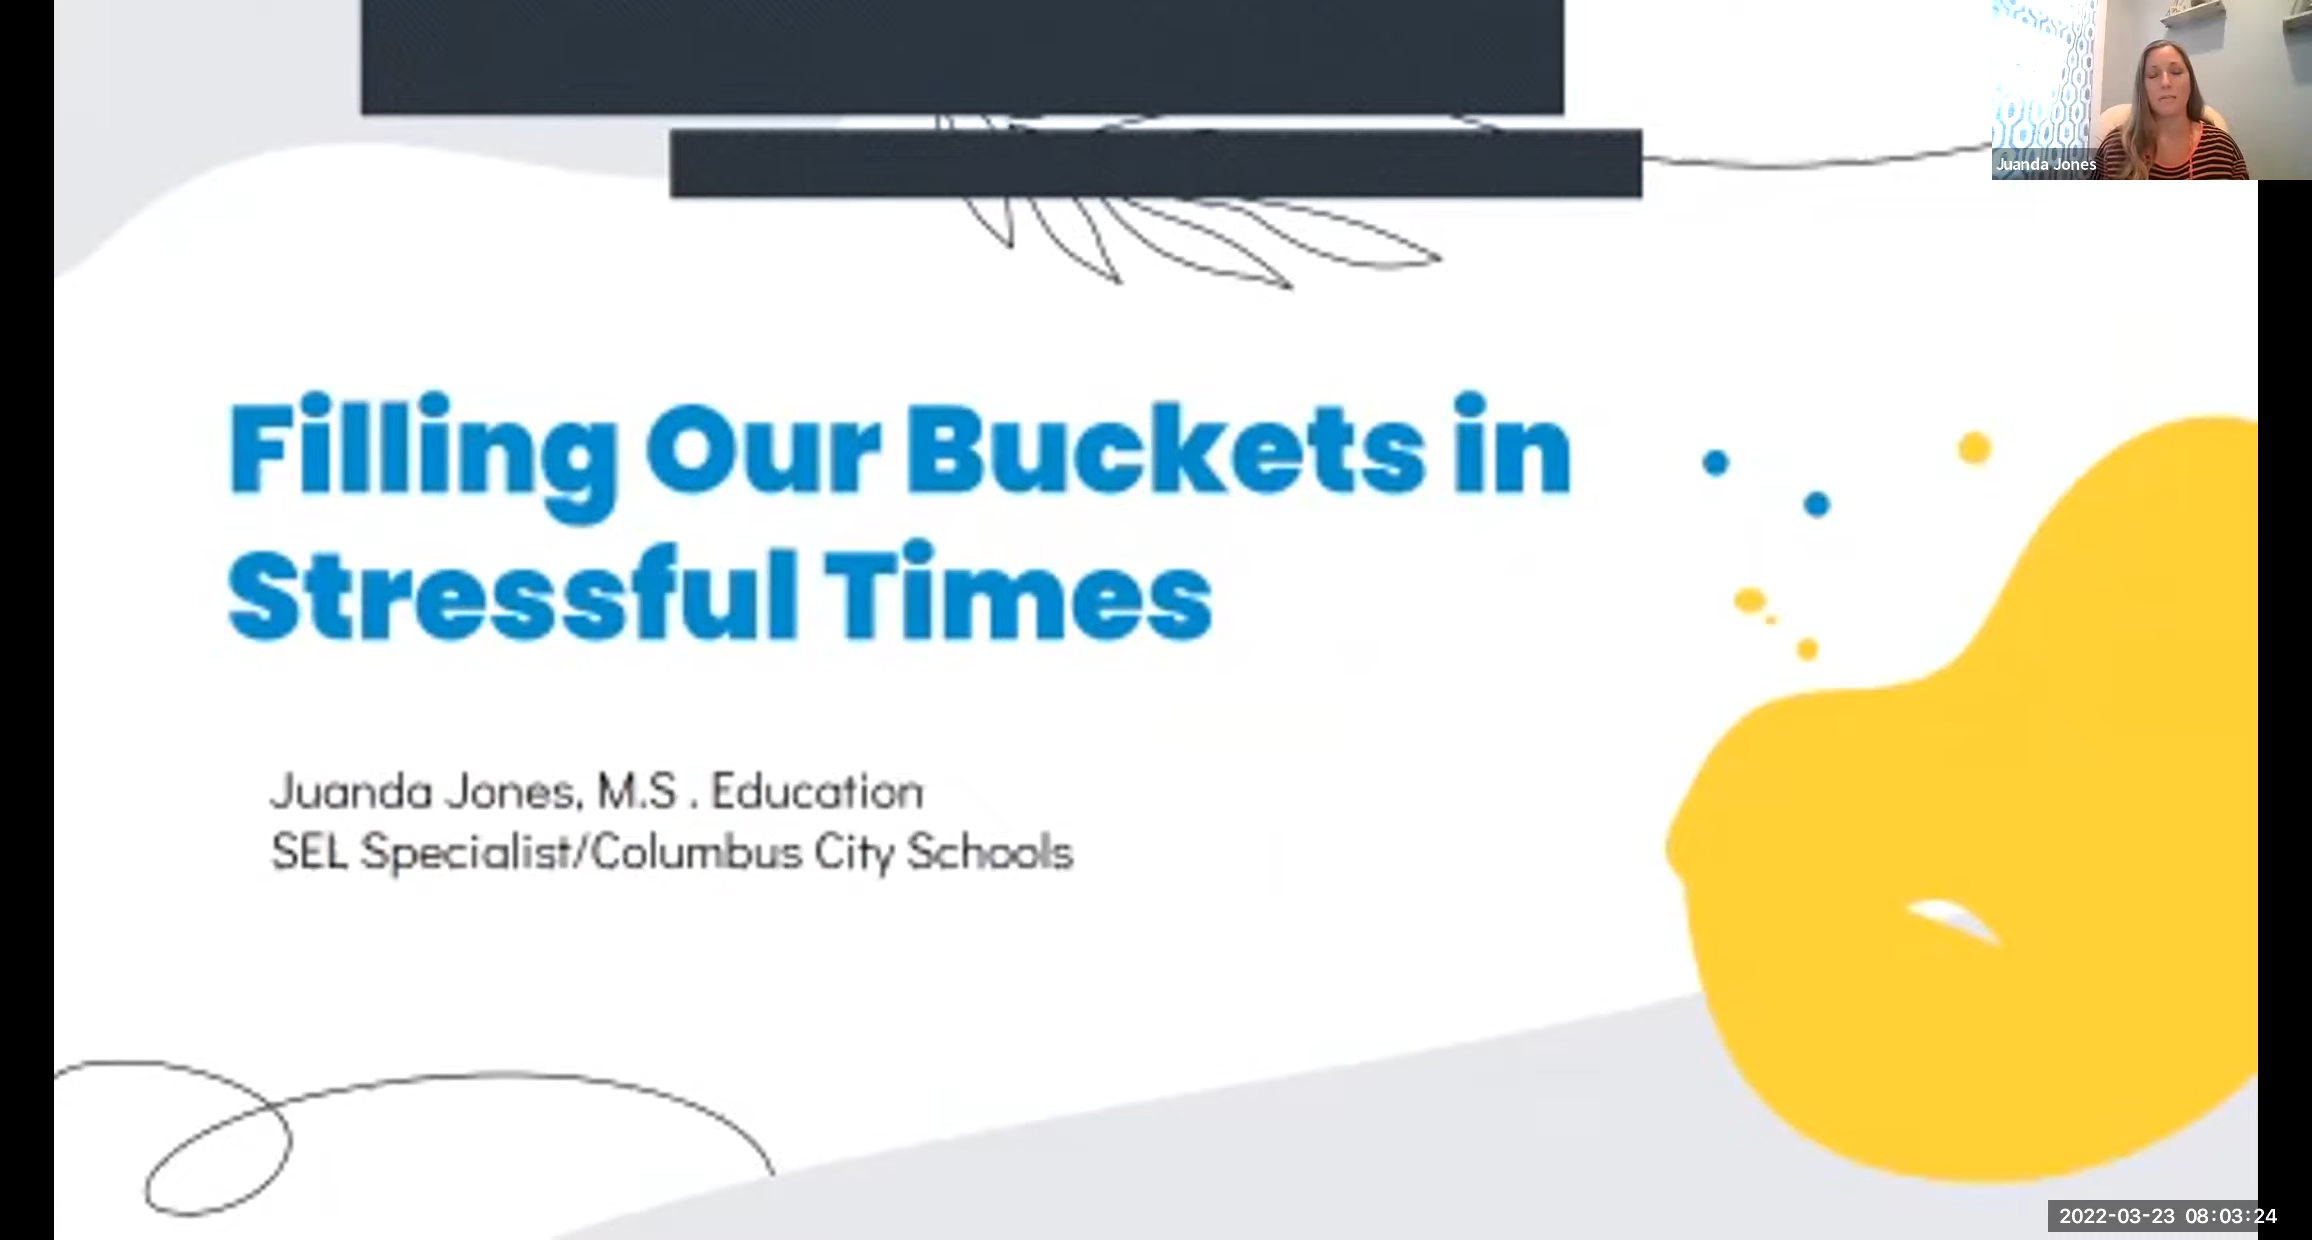 Juanda Jones
Filling Our Buckets in
Stressful Times
Juanda Jones, M.S . Education
SEL Specialist/Columbus City Schools
2022-03-23 08:03:24